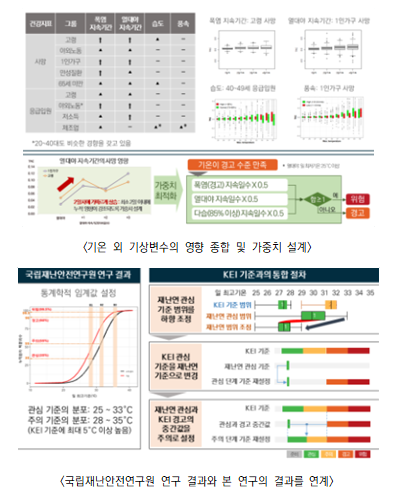 건강지표 그룹 폭염 지속기간 열대야 지속기간 습도 풍속
사망 고령
야외노동
1인가구
만성질환
65세 미만
응급입원 고령
야외노동*
저소득
제조업
*20~40대도 비슷한 경향을 갖고 있음
폭염 지속기간: 고령 사망
열대야 지속기간: 1인가구 사망
습도: 40-49세 응급입원
풍속: 1인가구 사망
열대야 지속기간의 사망 영향
가중치
최적화
기온이 경고 수준 만족
폭염(경고) 지속일수 X 0.5
열대야 지속일수 X 0.5
다습(85% 이상)지속일수 X 0.5
합≥1
예
아니오
위험
경고
<기온 외 기상변수의 영향 종합 및 가중치 설계>
국립재난안전연구원 연구 결과
통계학적 임계값 설정
관심 기준의 분포: 25 ~ 33℃
주의 기준의 분포: 28 ~ 35℃
(KEI 기준에 최대 5℃ 이상 높음)
KEI 기준과의 통합 절차
일 최고기온 25 26 27 28 29 30 31 32 33 34 35
재난연 관심
기준 범위를
하향 조정
KEI 기준 범위
재난연 관심 범위
재난연 범위 조정
KEI 관심
기준을 재난연
기준으로 변경
KEI 기준
재난연 관심 기준
관심 단계 기준 재설정
재난연 관심과
KEI 경고의
중간값을
주의로 설정
KEI 기준
관심과 경고 중간값
주의 단계 기준 재설정
관심
주의
경고
위험
<국립재난안전연구원 연구 결과와 본 연구의 결과를 연계>